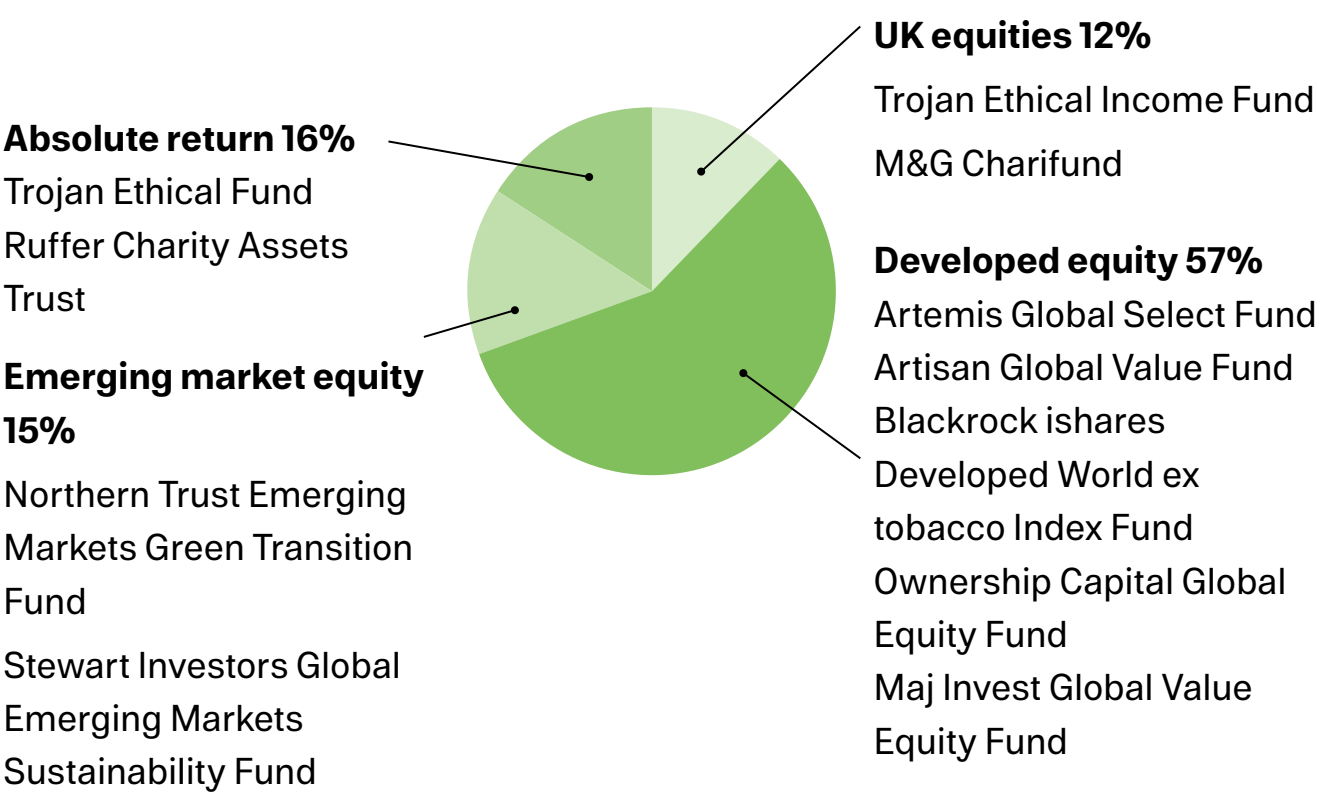 Absolute return 16%
Trojan Ethical Fund
Ruffer Charity Assets
Trust
Emerging market equity
15%
Northern Trust Emerging
Markets Green Transition
Fund
Stewart Investors Global
Emerging Markets
Sustainability Fund
UK equities 12%
Trojan Ethical Income Fund
M&G Charifund
Developed equity 57%
Artemis Global Select Fund
Artisan Global Value Fund
Blackrock ishares
Developed World ex
tobacco Index Fund
Ownership Capital Global
Equity Fund
Maj Invest Global Value
Equity Fund